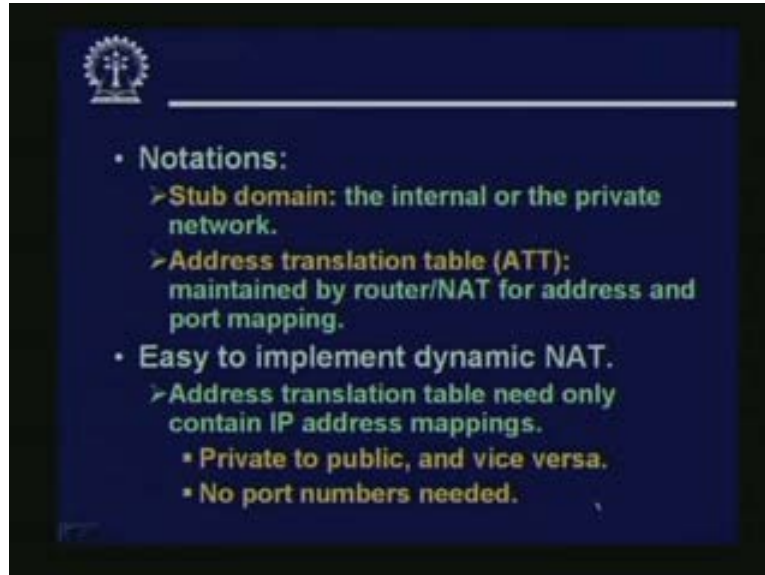 • Notations:
➢Stub domain: the internal or the private
network.
➢Address translation table (ATT):
maintained by router/NAT for address and
port mapping.
• Easy to implement dynamic NAT.
➢Address translation table need only
contain IP address mappings.
▪ Private to public, and vice versa.
▪ No port numbers needed.